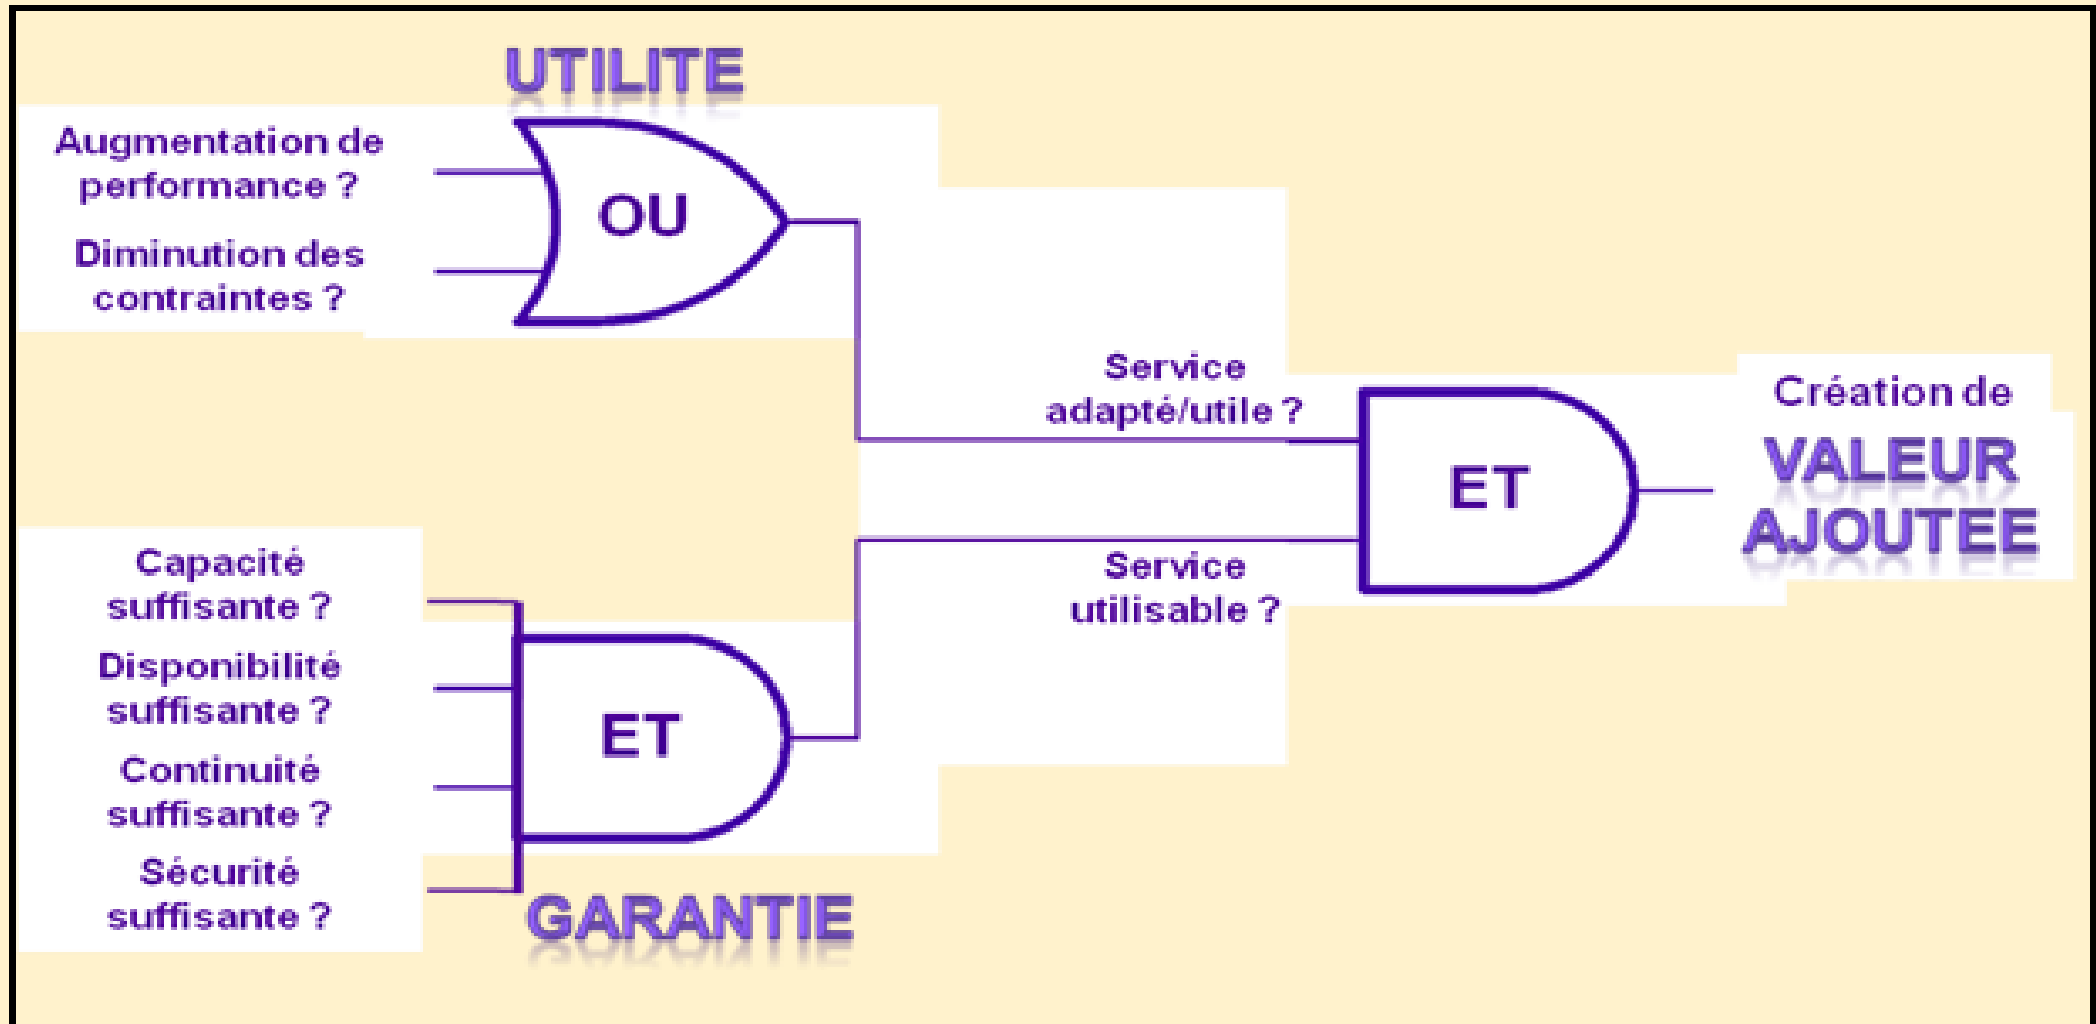 UTILITE
Augmentation de
performance ?
Diminution des
contraintes ?
OU
Service
adapté/utile ?
ET
Création de
VALEUR
AJOUTEE
Service
utilisable ?
Capacité
suffisante ?
Disponibilité
suffisante ?
Continuité
suffisante ?
Sécurité
suffisante ?
ET
GARANTIE